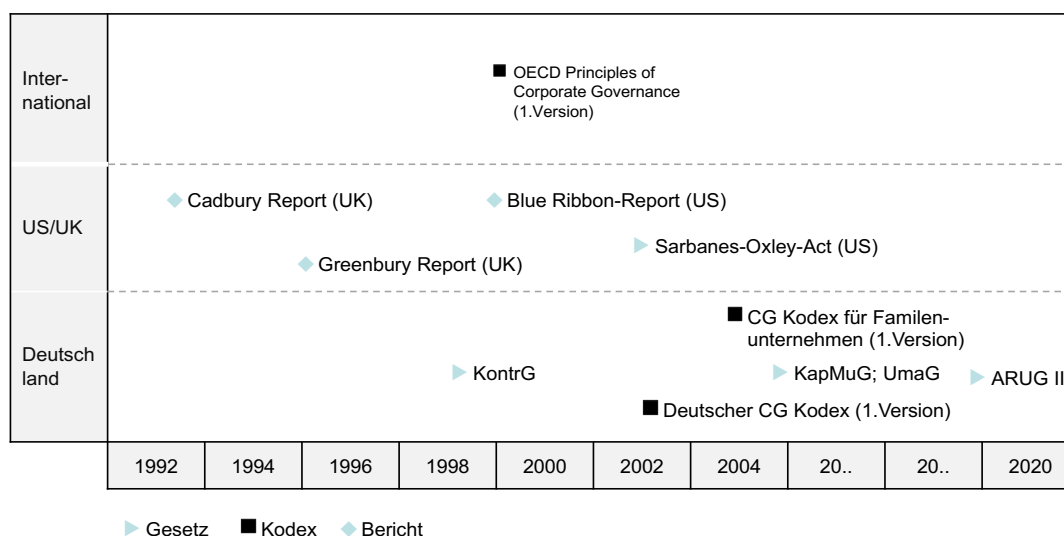 Inter-
national
OECD Principles of
Corporate Governance
(1.Version)
US/UK
Cadbury Report (UK)
Blue Ribbon-Report (US)
Sarbanes-Oxley-Act (US)
Greenbury Report (UK)
Deutsch
land
CG Kodex für Familen-
unternehmen (1.Version)
KontrG
KapMuG; UmaG
ARUG II
Deutscher CG Kodex (1.Version)
1992 1994 1996 1998 2000 2002 2004 20.. 20.. 2020
Gesetz Kodex Bericht